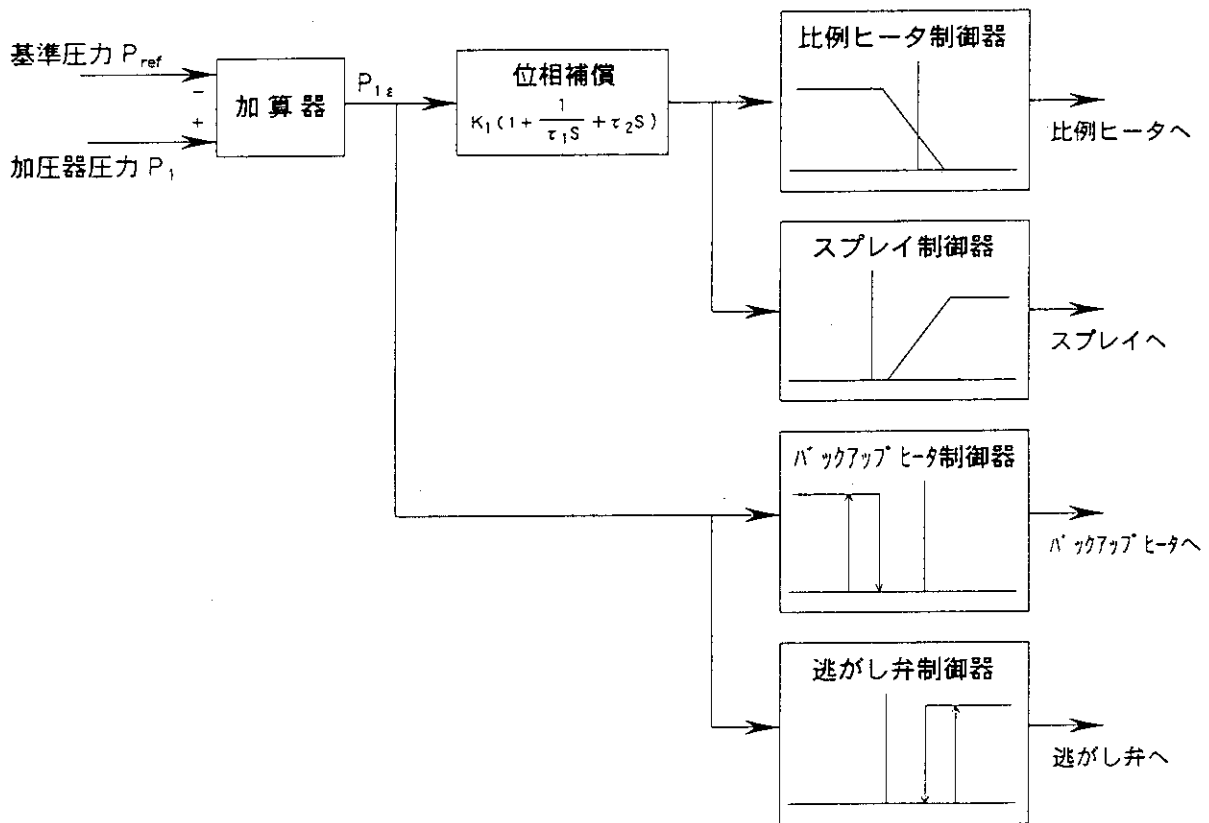 基準圧力 Pref
−
+
加圧器圧力 P1
加算器
P1ε
位相補償
K1(1+1/τ1S+τ2S)
比例ヒータ制御器
比例ヒータへ
スプレイ制御器
スプレイへ
バックアップヒータ制御器
バックアップヒータへ
逃がし弁制御器
逃がし弁へ